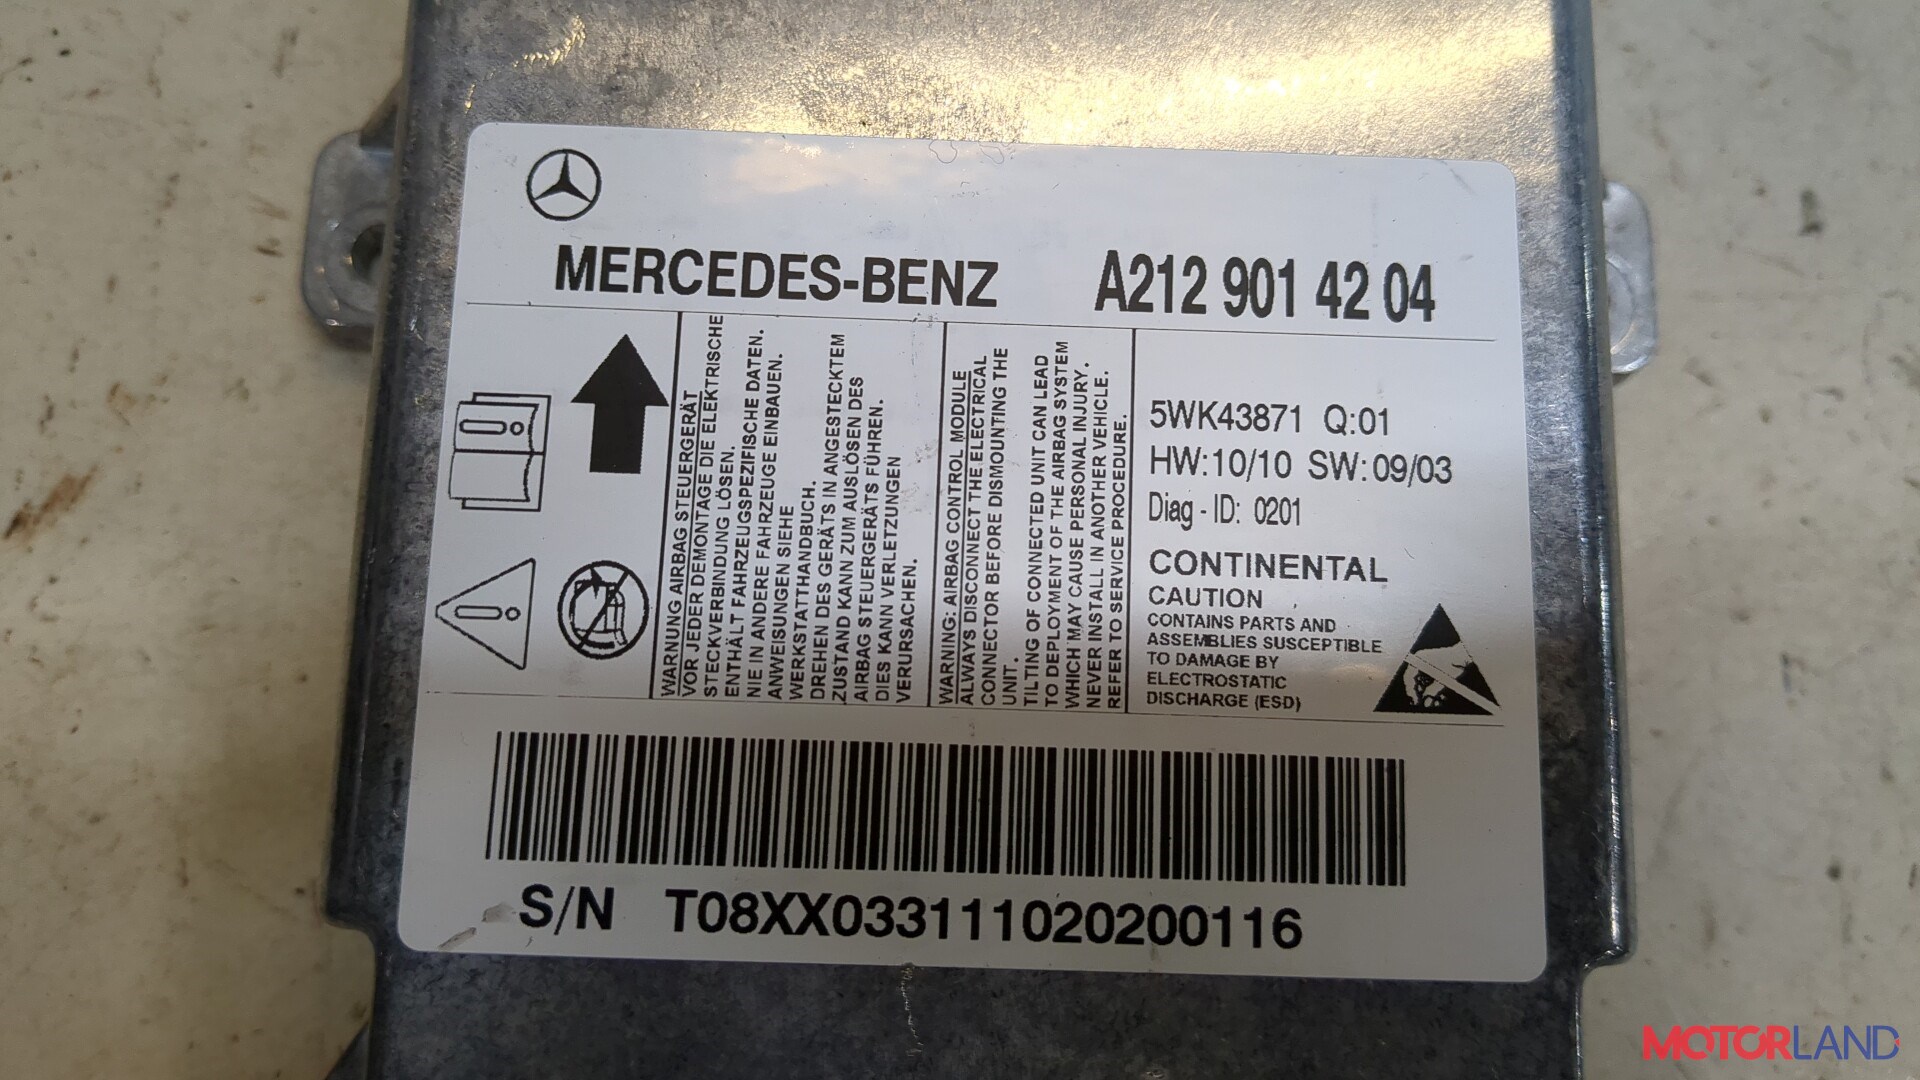 MERCEDES-BENZ A212 901 42 04
WARNUNG AIRBAG STEUERGERÄT
VOR JEDER DEMONTAGE DIE ELEKTRISCHE
STECKVERBINDUNG LÖSEN.
ENTHÄLT FAHRZEUGSPEZIFISCHE DATEN.
NIE IN ANDERE FAHRZEUGE EINBAUEN.
ANWEISUNGEN SIEHE
WERKSTATTHANDBUCH.
DREHEN DES GERÄTS IN ANGESTECKTEM
ZUSTAND KANN ZUM AUSLÖSEN DES
AIRBAG STEUERGERÄTS FÜHREN.
DIES KANN VERLETZUNGEN
VERURSACHEN.
WARNING: AIRBAG CONTROL MODULE
ALWAYS DISCONNECT THE ELECTRICAL
CONNECTOR BEFORE DISMOUNTING THE
UNIT.
TILTING OF CONNECTED UNIT CAN LEAD
TO DEPLOYMENT OF THE AIRBAG SYSTEM
WHICH MAY CAUSE PERSONAL INJURY.
NEVER INSTALL IN ANOTHER VEHICLE.
REFER TO SERVICE PROCEDURE.
5WK43871 Q:01
HW:10/10 SW:09/03
Diag - ID: 0201
CONTINENTAL
CAUTION
CONTAINS PARTS AND
ASSEMBLIES SUSCEPTIBLE
TO DAMAGE BY
ELECTROSTATIC
DISCHARGE (ESD)
S/N T08XX033111020200116
MOTORLAND